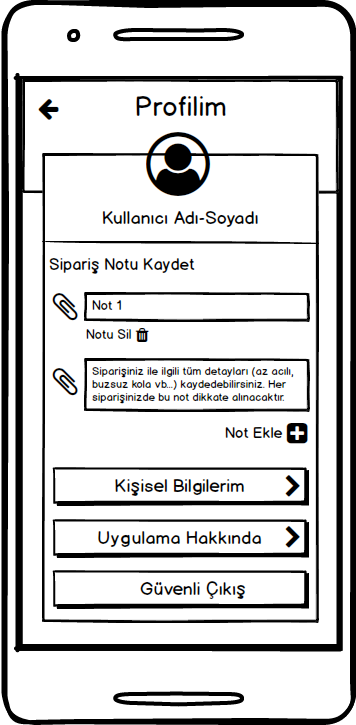 Profilim
Kullanıcı Adı-Soyadı
Sipariş Notu Kaydet
Not 1
Notu Sil
Siparişiniz ile ilgili tüm detayları (az acılı,
buzsuz kola vb...) kaydedebilirsiniz. Her
siparişinizde bu not dikkate alınacaktır.
Not Ekle
Kişisel Bilgilerim
Uygulama Hakkında
Güvenli Çıkış